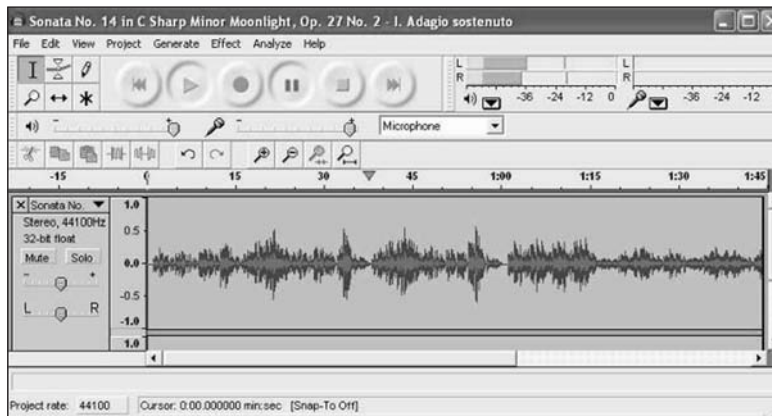 Sonata No. 14 in C Sharp Minor Moonlight, Op. 27 No. 2 - I. Adagio sostenuto
File Edit View Project Generate Effect Analyze Help
L
R
-36 -24 -12 0
L
R
-36 -24 -12
Microphone
-15 0 15 30 45 1:00 1:15 1:30 1:45
Sonata No.
Stereo, 44100Hz
32-bit float
Mute Solo
- +
L R
1.0
0.5
0.0
-0.5
-1.0
1.0
Project rate: 44100 Cursor: 0:00.000000 min:sec [Snap-To Off]